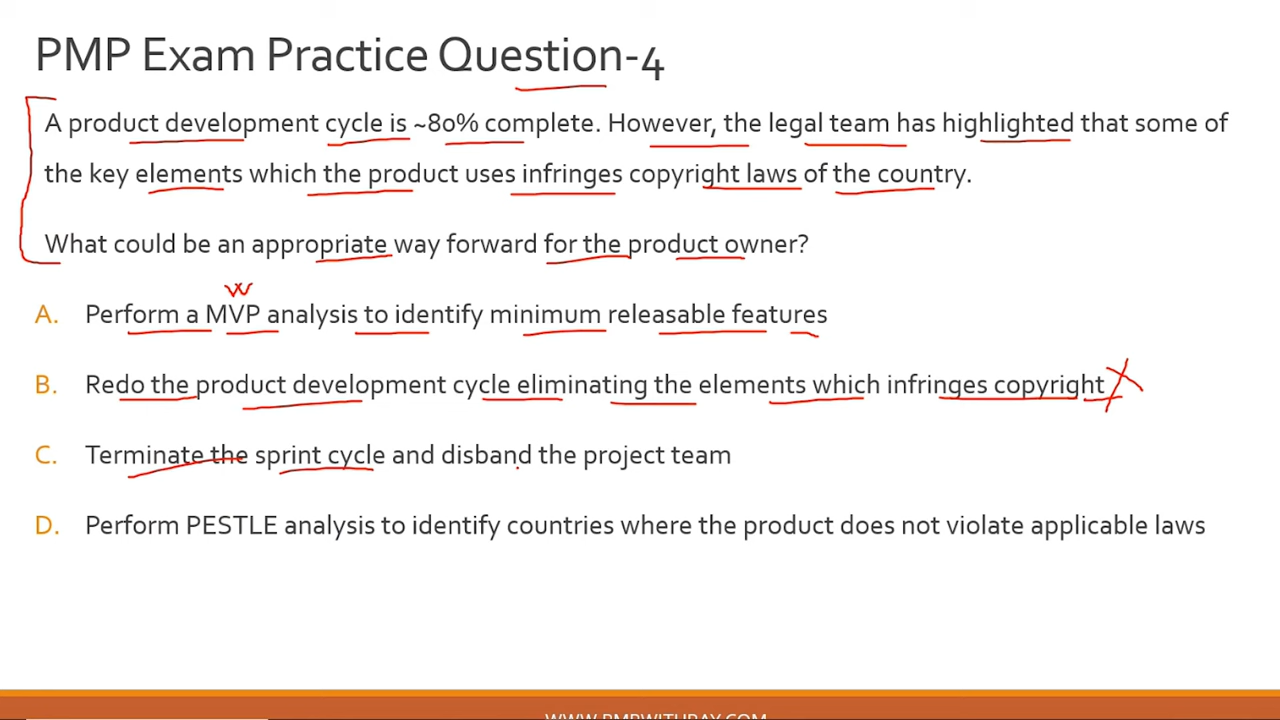 PMP Exam Practice Question-4
A product development cycle is ~80% complete. However, the legal team has highlighted that some of
the key elements which the product uses infringes copyright laws of the country.
What could be an appropriate way forward for the product owner?
w
A. Perform a MVP analysis to identify minimum releasable features
B. Redo the product development cycle eliminating the elements which infringes copyright
C. Terminate the sprint cycle and disband the project team
D. Perform PESTLE analysis to identify countries where the product does not violate applicable laws
WWW.PMPWITHRAY.COM